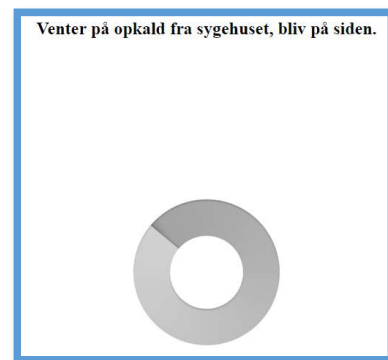 Venter på opkald fra sygehuset, bliv på siden.